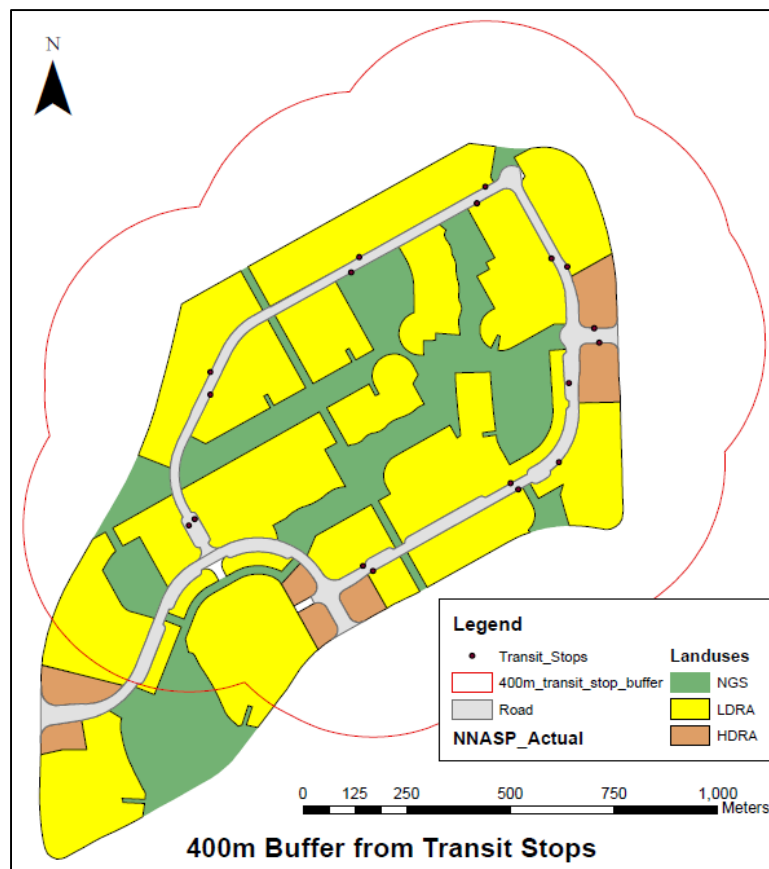 N
Legend
Transit_Stops
400m_transit_stop_buffer
Road
NNASP_Actual
Landuses
NGS
LDRA
HDRA
0 125 250 500 750 1,000
Meters
400m Buffer from Transit Stops